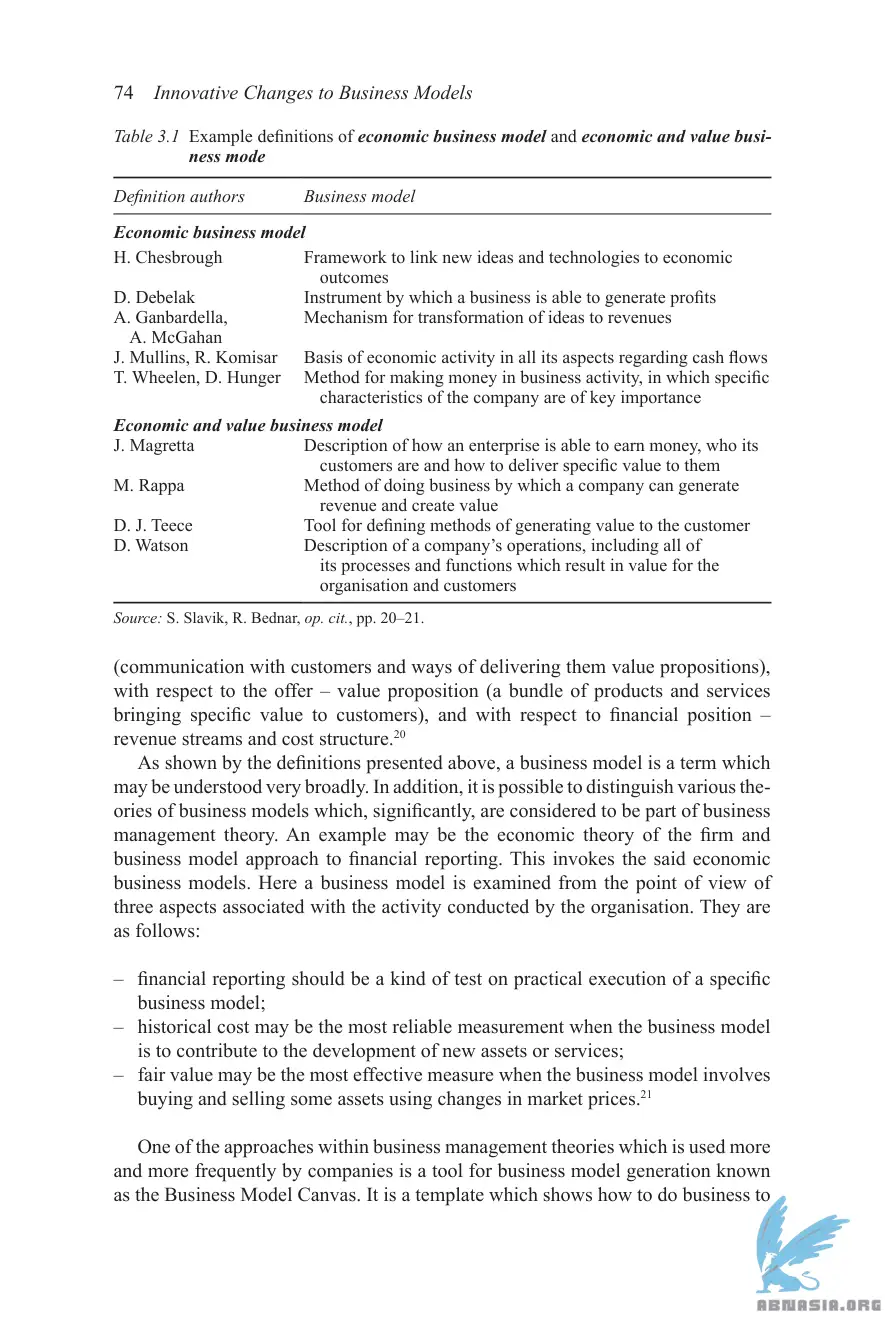 74 Innovative Changes to Business Models
Table 3.1 Example definitions of economic business model and economic and value busi-
ness mode
Definition authors Business model
Economic business model
H. Chesbrough Framework to link new ideas and technologies to economic
outcomes
D. Debelak Instrument by which a business is able to generate profits
A. Ganbardella, Mechanism for transformation of ideas to revenues
A. McGahan
J. Mullins, R. Komisar Basis of economic activity in all its aspects regarding cash flows
T. Wheelen, D. Hunger Method for making money in business activity, in which specific
characteristics of the company are of key importance
Economic and value business model
J. Magretta Description of how an enterprise is able to earn money, who its
customers are and how to deliver specific value to them
M. Rappa Method of doing business by which a company can generate
revenue and create value
D. J. Teece Tool for defining methods of generating value to the customer
D. Watson Description of a company's operations, including all of
its processes and functions which result in value for the
organisation and customers
Source: S. Slavik, R. Bednar, op. cit., pp. 20–21.
(communication with customers and ways of delivering them value propositions),
with respect to the offer – value proposition (a bundle of products and services
bringing specific value to customers), and with respect to financial position –
revenue streams and cost structure.20
As shown by the definitions presented above, a business model is a term which
may be understood very broadly. In addition, it is possible to distinguish various the-
ories of business models which, significantly, are considered to be part of business
management theory. An example may be the economic theory of the firm and
business model approach to financial reporting. This invokes the said economic
business models. Here a business model is examined from the point of view of
three aspects associated with the activity conducted by the organisation. They are
as follows:
– financial reporting should be a kind of test on practical execution of a specific
business model;
– historical cost may be the most reliable measurement when the business model
is to contribute to the development of new assets or services;
– fair value may be the most effective measure when the business model involves
buying and selling some assets using changes in market prices.21
One of the approaches within business management theories which is used more
and more frequently by companies is a tool for business model generation known
as the Business Model Canvas. It is a template which shows how to do business to
ABNASIA.ORG